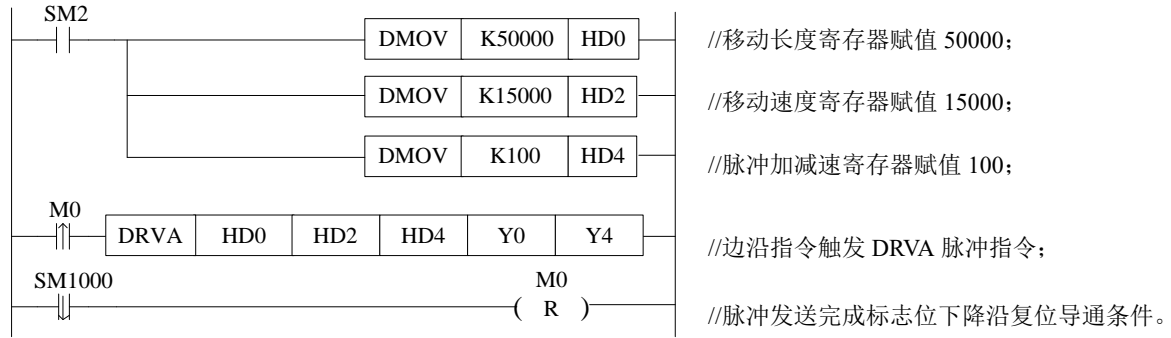 SM2
DMOV K50000 HD0 //移动长度寄存器赋值 50000；
DMOV K15000 HD2 //移动速度寄存器赋值 15000；
DMOV K100 HD4 //脉冲加减速寄存器赋值 100；
M0
DRVA HD0 HD2 HD4 Y0 Y4 //边沿指令触发 DRVA 脉冲指令；
SM1000 M0
( R ) //脉冲发送完成标志位下降沿复位导通条件。